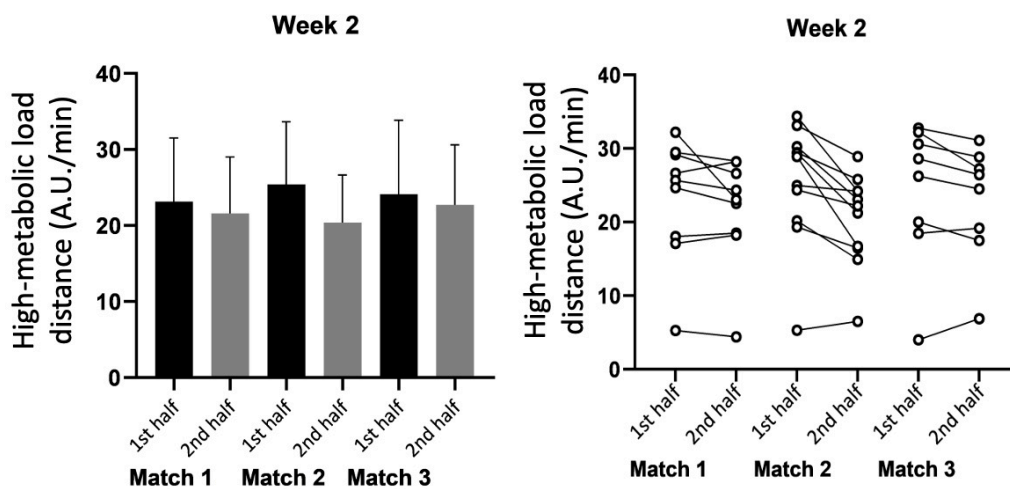 Week 2
High-metabolic load
distance (A.U./min)
40
30
20
10
0
1st half
2nd half
1st half
2nd half
1st half
2nd half
Match 1
Match 2
Match 3
Week 2
High-metabolic load
distance (A.U./min)
40
30
20
10
0
1st half
2nd half
1st half
2nd half
1st half
2nd half
Match 1
Match 2
Match 3